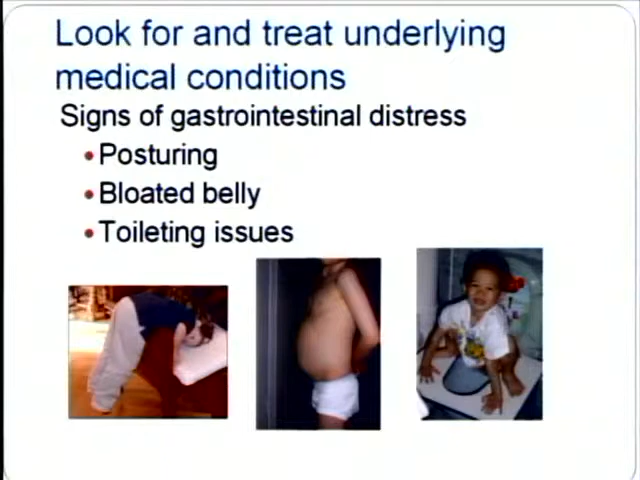 Look for and treat underlying
medical conditions
Signs of gastrointestinal distress
• Posturing
• Bloated belly
• Toileting issues